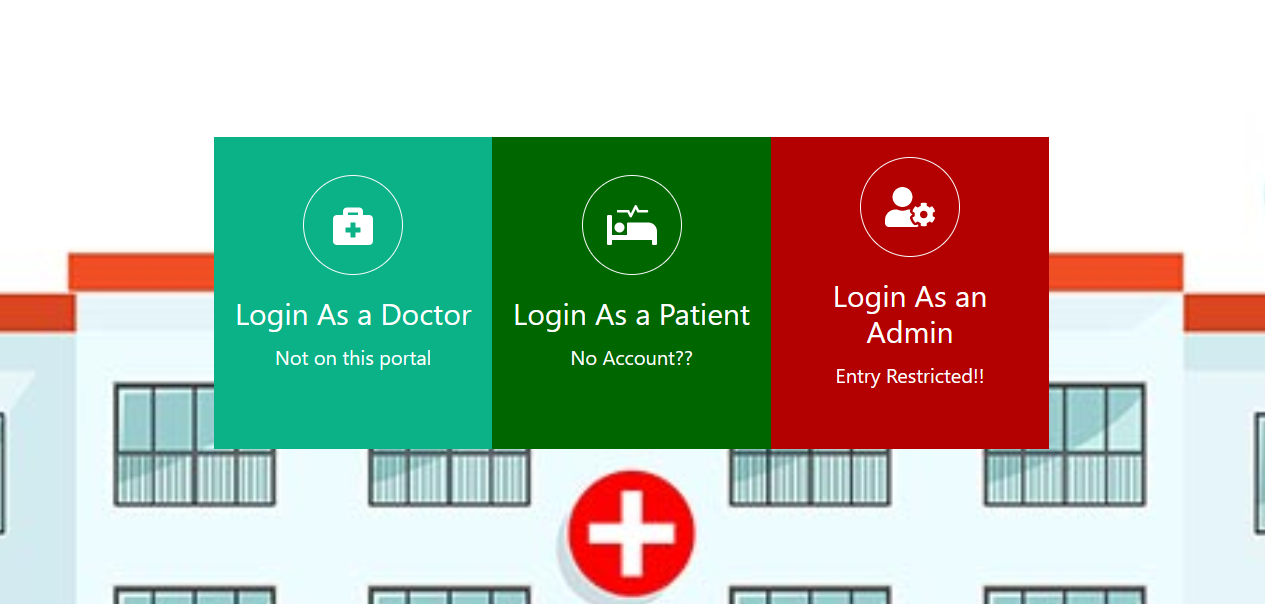 Login As a Doctor
Not on this portal
Login As a Patient
No Account??
Login As an
Admin
Entry Restricted!!